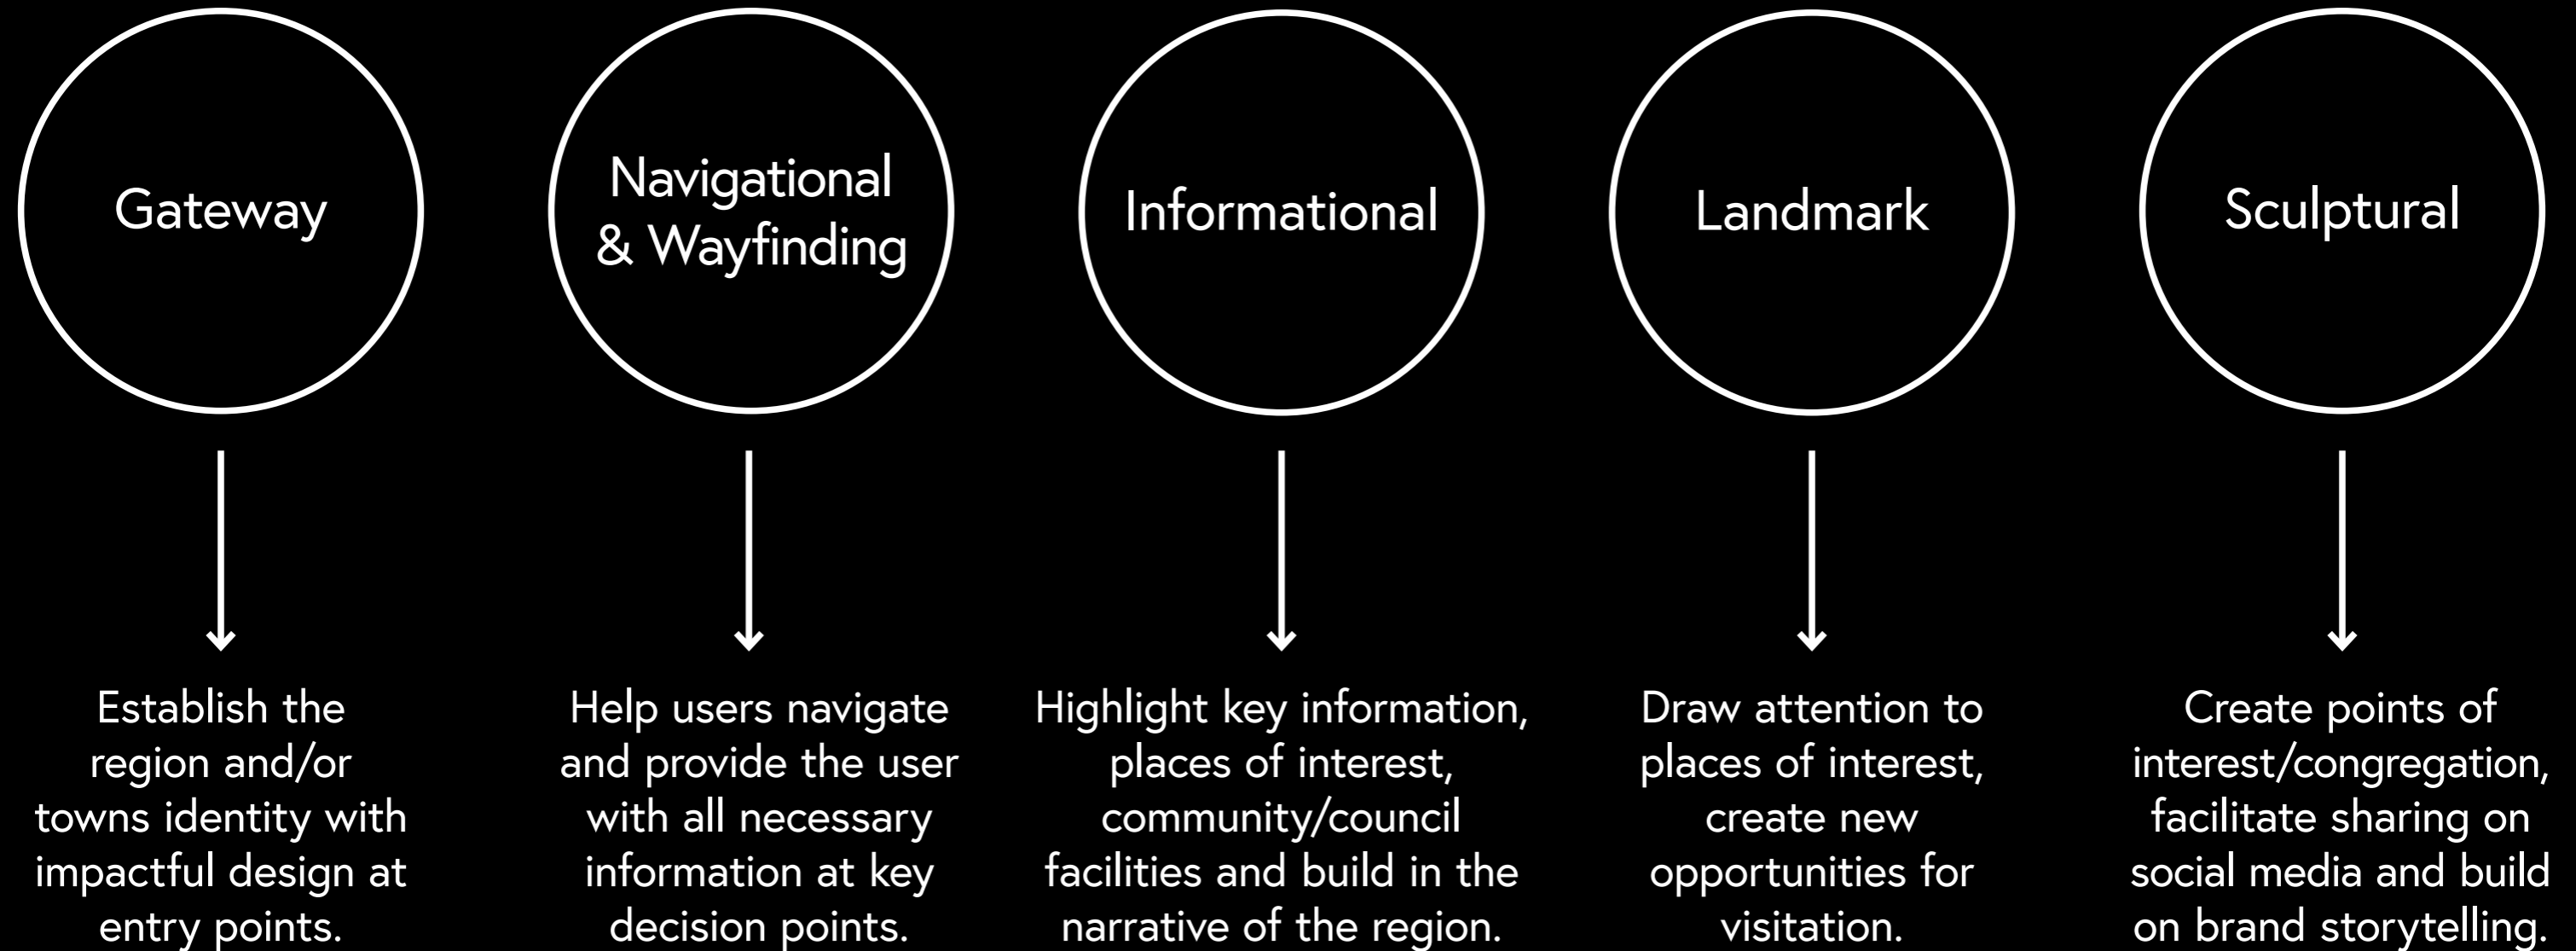 Gateway
Navigational
& Wayfinding
Informational
Landmark
Sculptural
Establish the
region and/or
towns identity with
impactful design at
entry points.
Help users navigate
and provide the user
with all necessary
information at key
decision points.
Highlight key information,
places of interest,
community/council
facilities and build in the
narrative of the region.
Draw attention to
places of interest,
create new
opportunities for
visitation.
Create points of
interest/congregation,
facilitate sharing on
social media and build
on brand storytelling.